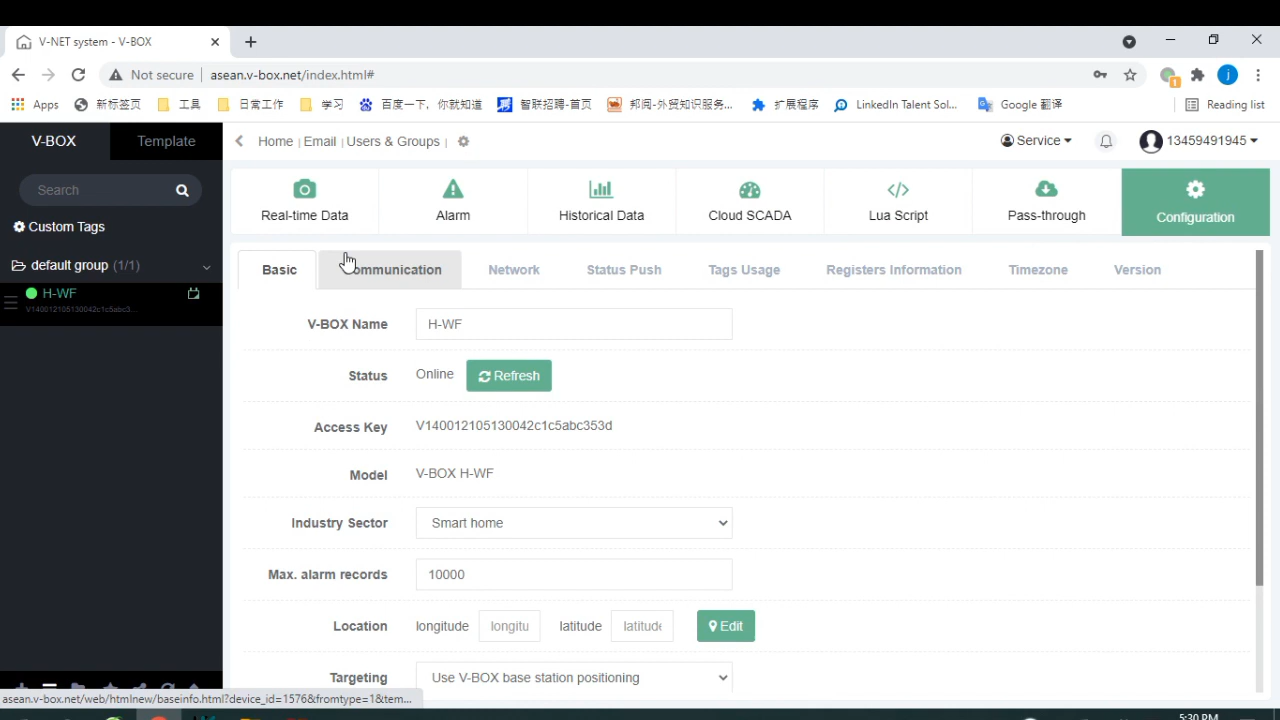 V-NET system - V-BOX
Not secure asean.v-box.net/index.html#
Apps 新标签页 工具 日常工作 学习 百度一下，你就知道 智联招聘-首页 邦阅-外贸知识服务... 扩展程序 LinkedIn Talent Sol... Google 翻译 Reading list
V-BOX Template Home | Email | Users & Groups | Service 13459491945
Search
Real-time Data Alarm Historical Data Cloud SCADA Lua Script Pass-through Configuration
Custom Tags
default group (1/1)
Basic ommunication Network Status Push Tags Usage Registers Information Timezone Version
H-WF
V140012105130042c1c5abc3...
V-BOX Name H-WF
Status Online Refresh
Access Key V140012105130042c1c5abc353d
Model V-BOX H-WF
Industry Sector Smart home
Max. alarm records 10000
Location longitude longitu latitude latitude Edit
Targeting Use V-BOX base station positioning
asean.v-box.net/web/htmlnew/baseinfo.html?device_id=1576&fromtype=1&tem...
5:30 PM